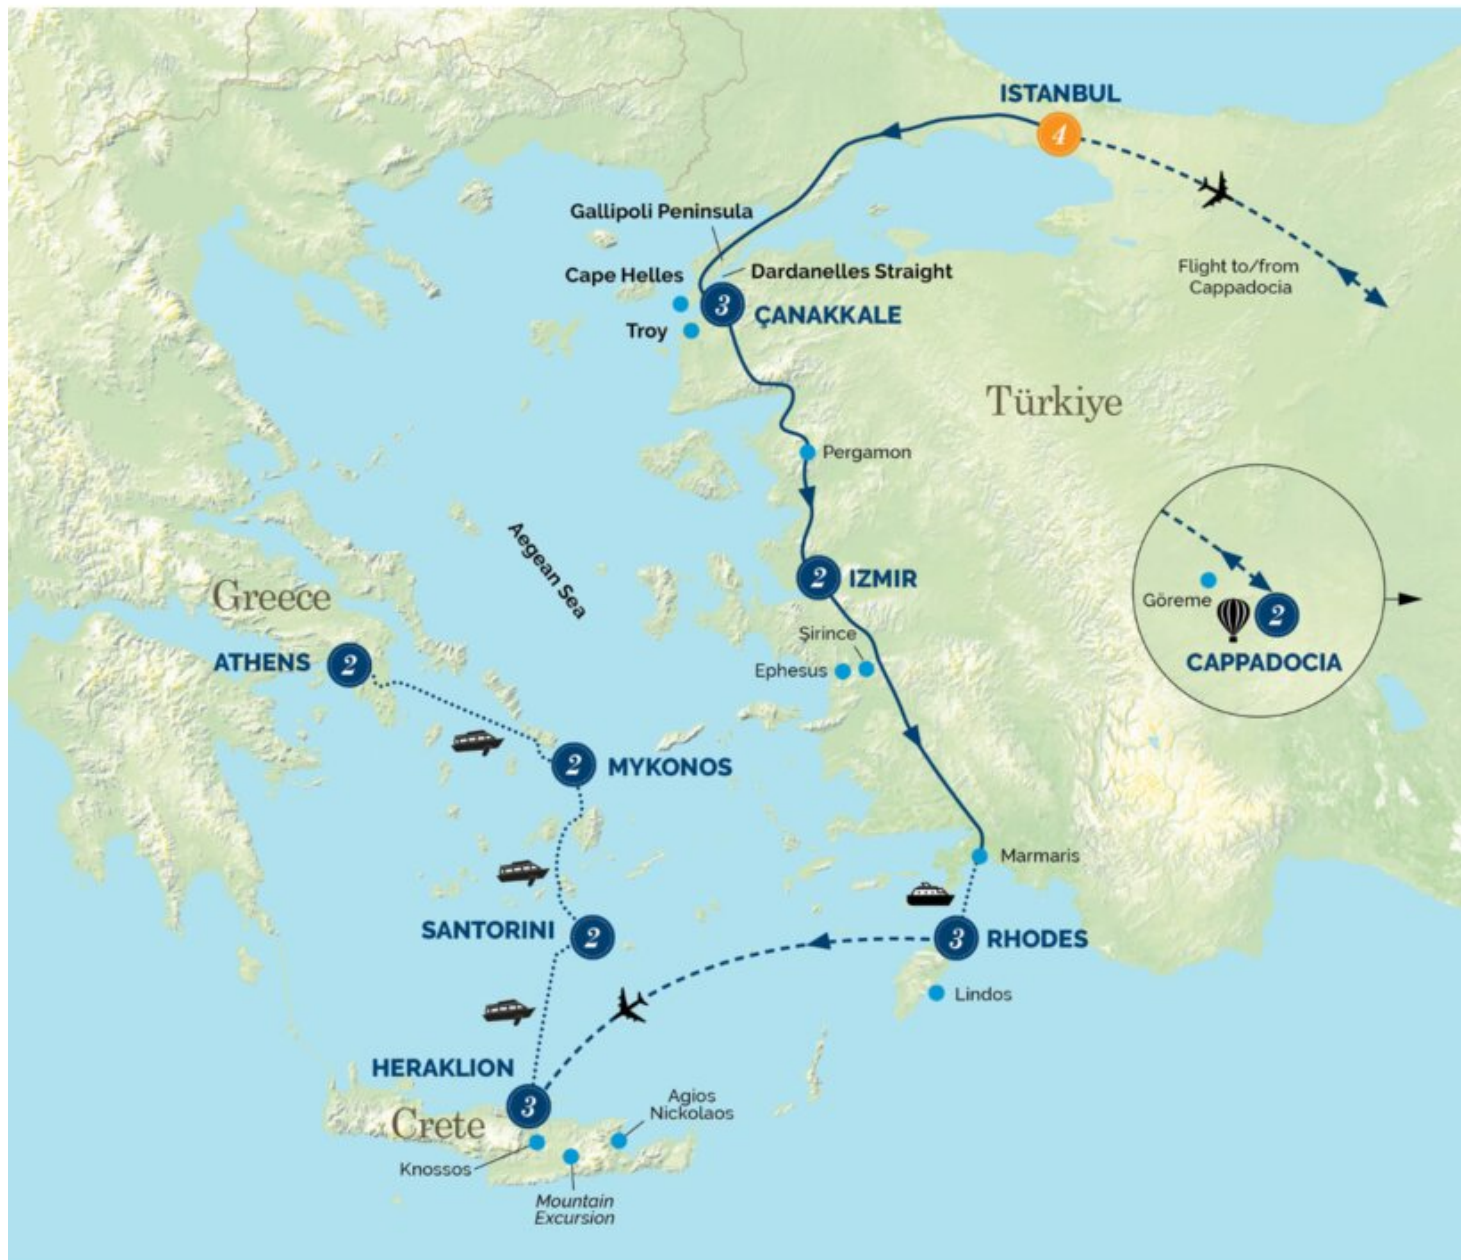 ISTANBUL
4
Gallipoli Peninsula
Cape Helles
Dardanelles Straight
Flight to/from
Cappadocia
3
ÇANAKKALE
Troy
Türkiye
Pergamon
Aegean Sea
2
IZMIR
Greece
Göreme
2
CAPPADOCIA
Şirince
Ephesus
ATHENS
2
2
MYKONOS
Marmaris
SANTORINI
2
3
RHODES
Lindos
HERAKLION
3
Crete
Agios
Nickolaos
Knossos
Mountain
Excursion